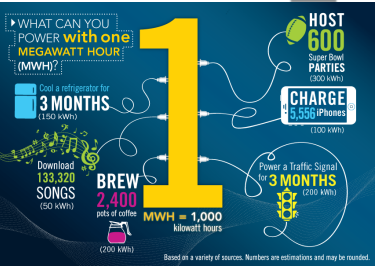 WHAT CAN YOU
POWER with one
MEGAWATT HOUR
(MWH)?
Cool a refrigerator for
3 MONTHS
(150 kWh)
Download
133,320
SONGS
(50 kWh)
BREW
2,400
pots of coffee
(200 kWh)
1
MWH = 1,000
kilowatt hours
HOST
600
Super Bowl
PARTIES
(300 kWh)
CHARGE
5,556 iPhones
(100 kWh)
Power a Traffic Signal
for 3 MONTHS
(200 kWh)
Based on a variety of sources. Numbers are estimations and may be rounded.